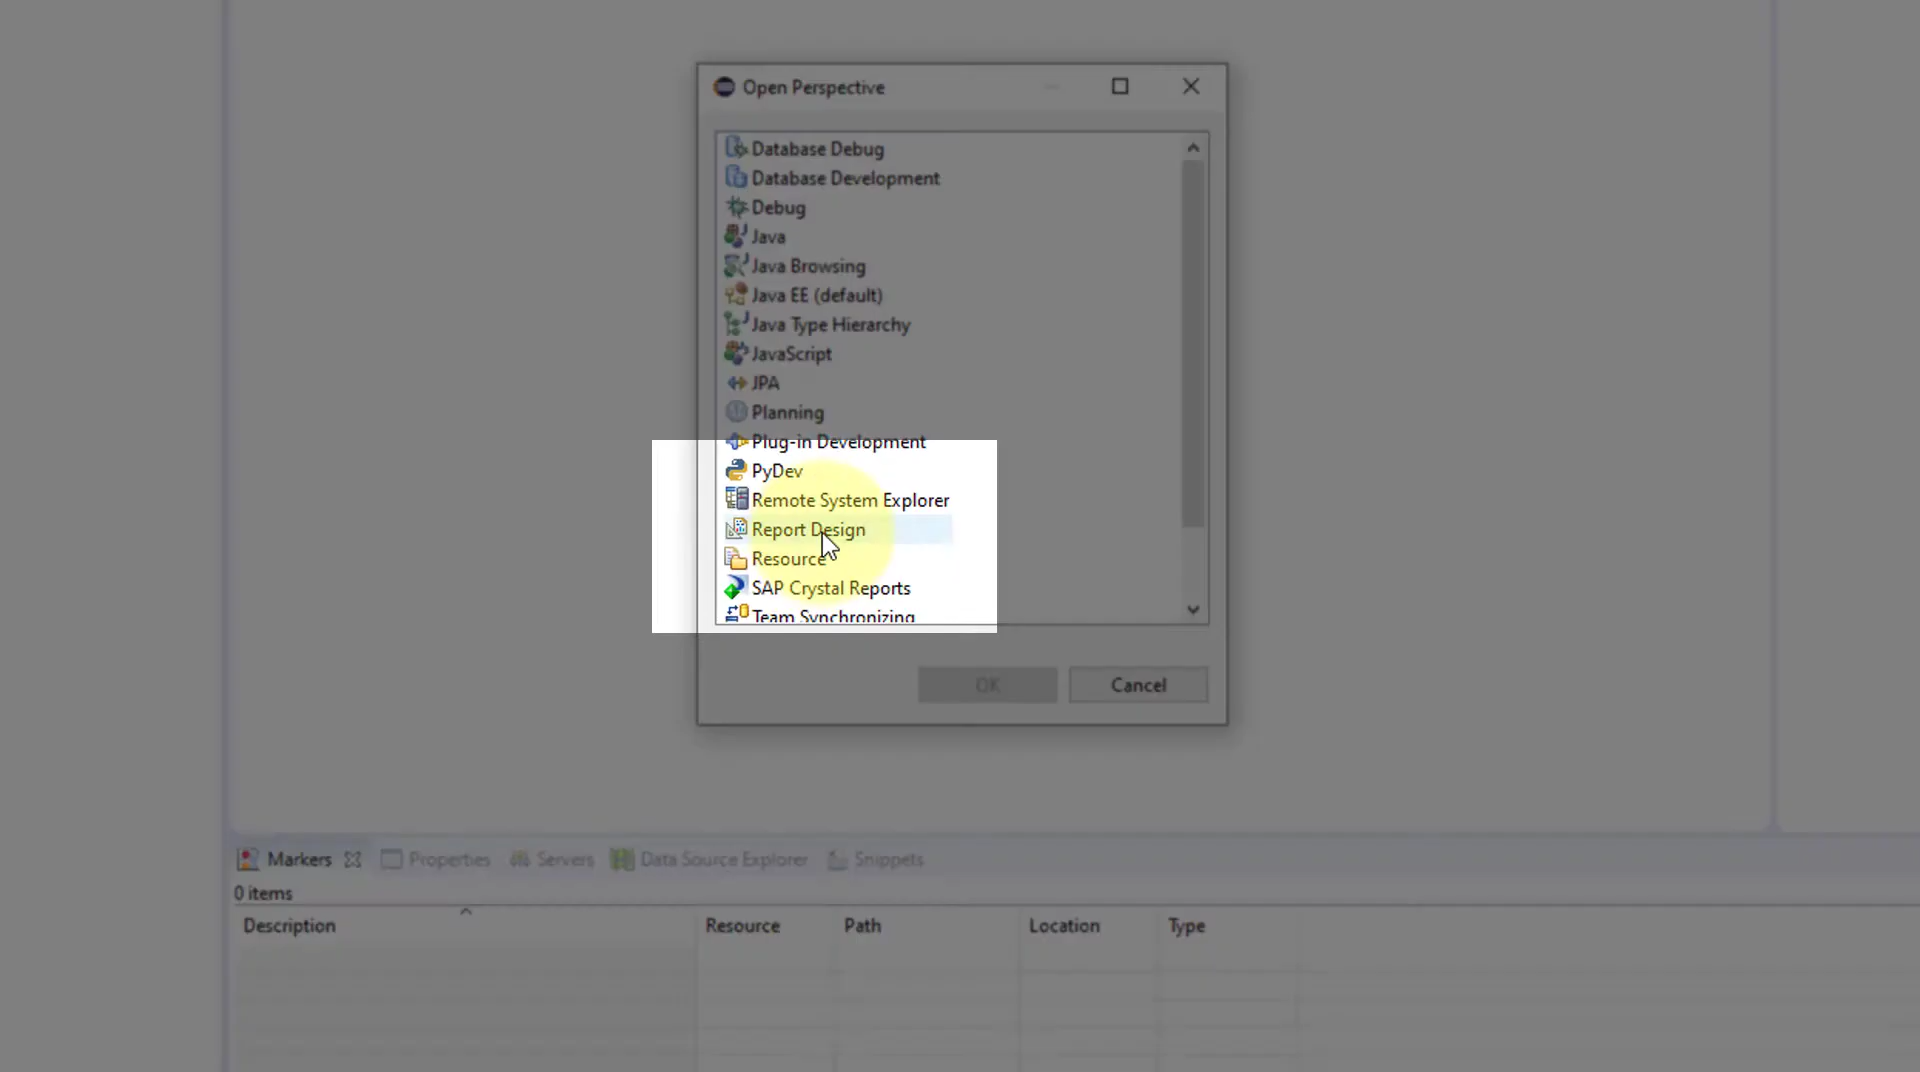 Open Perspective
Database Debug
Database Development
Debug
Java
Java Browsing
Java EE (default)
Java Type Hierarchy
JavaScript
JPA
Planning
Plug-in Development
PyDev
Remote System Explorer
Report Design
Resource
SAP Crystal Reports
Team Synchronizing
OK Cancel
Markers Properties Servers Data Source Explorer Snippets
0 items
Description Resource Path Location Type